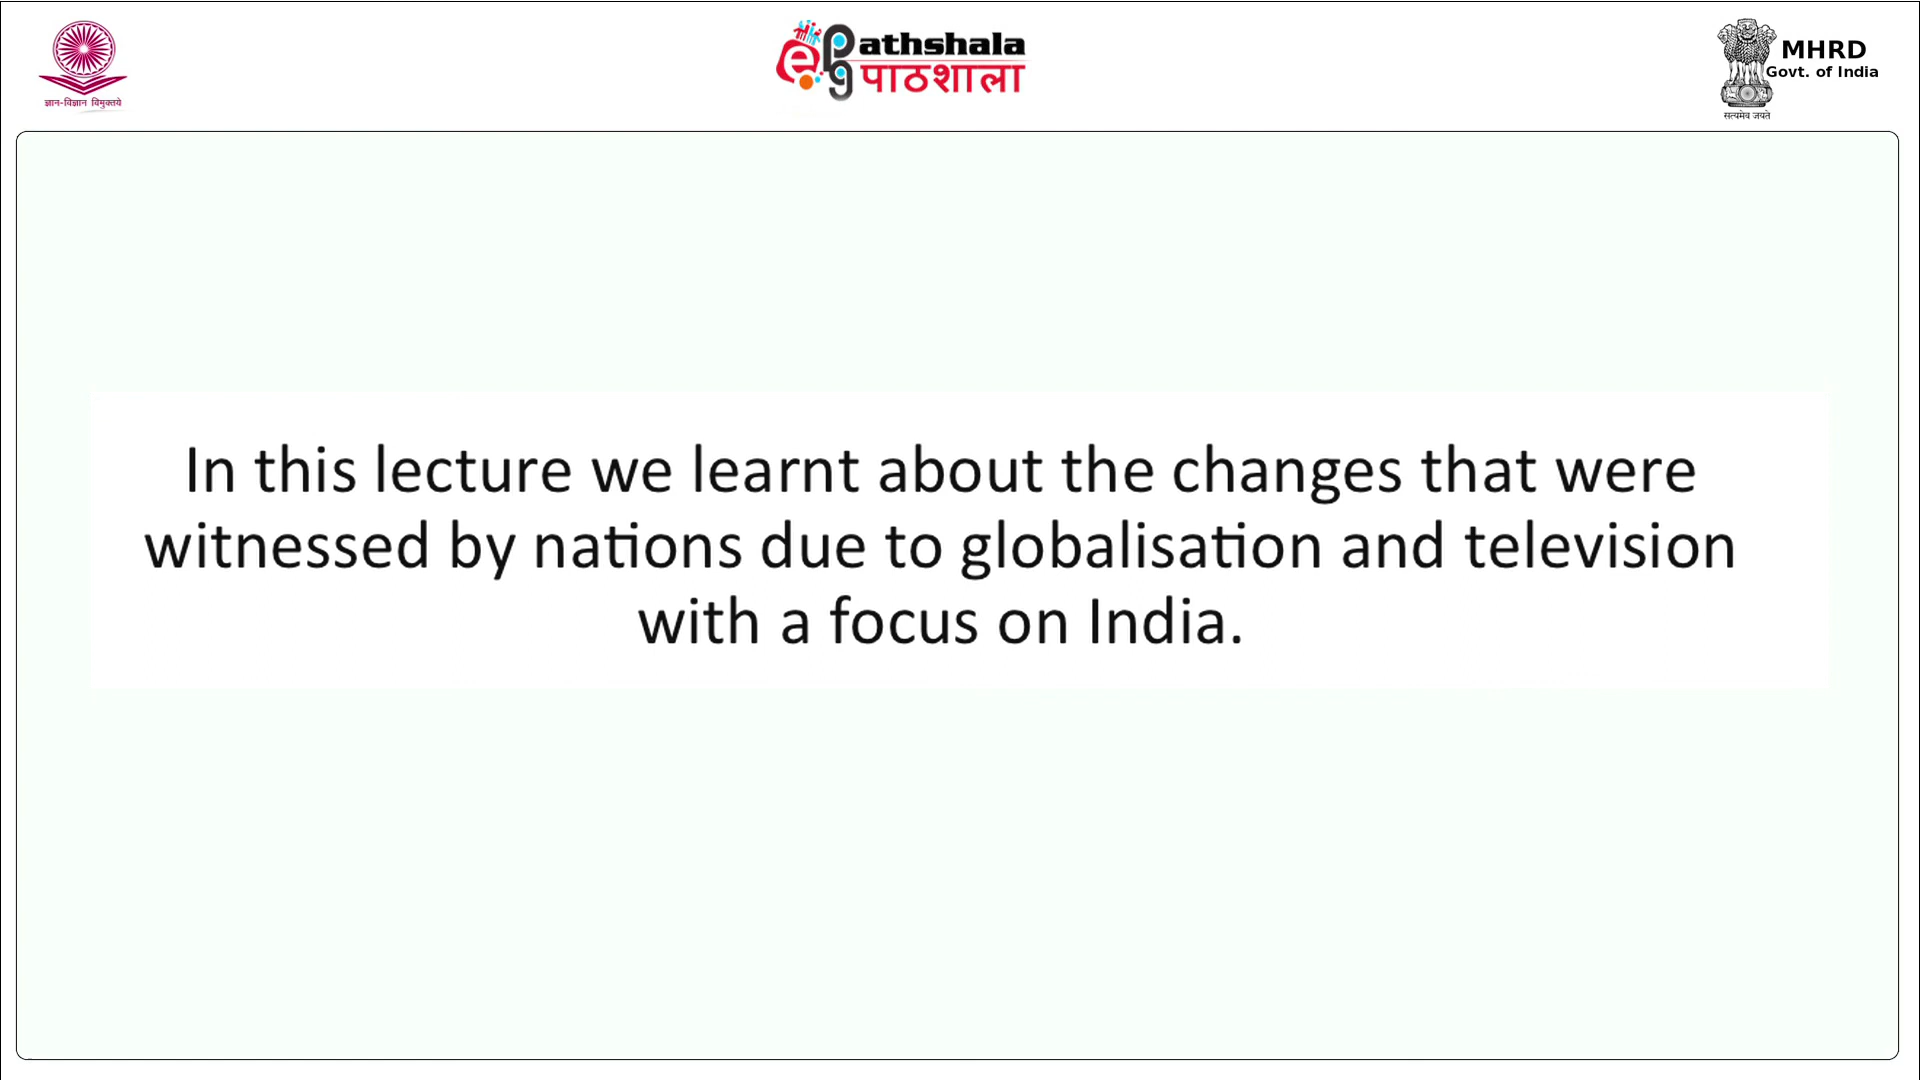 ज्ञान-विज्ञान विमुक्तये
e pg athshala
पाठशाला
MHRD
Govt. of India
सत्यमेव जयते
In this lecture we learnt about the changes that were
witnessed by nations due to globalisation and television
with a focus on India.